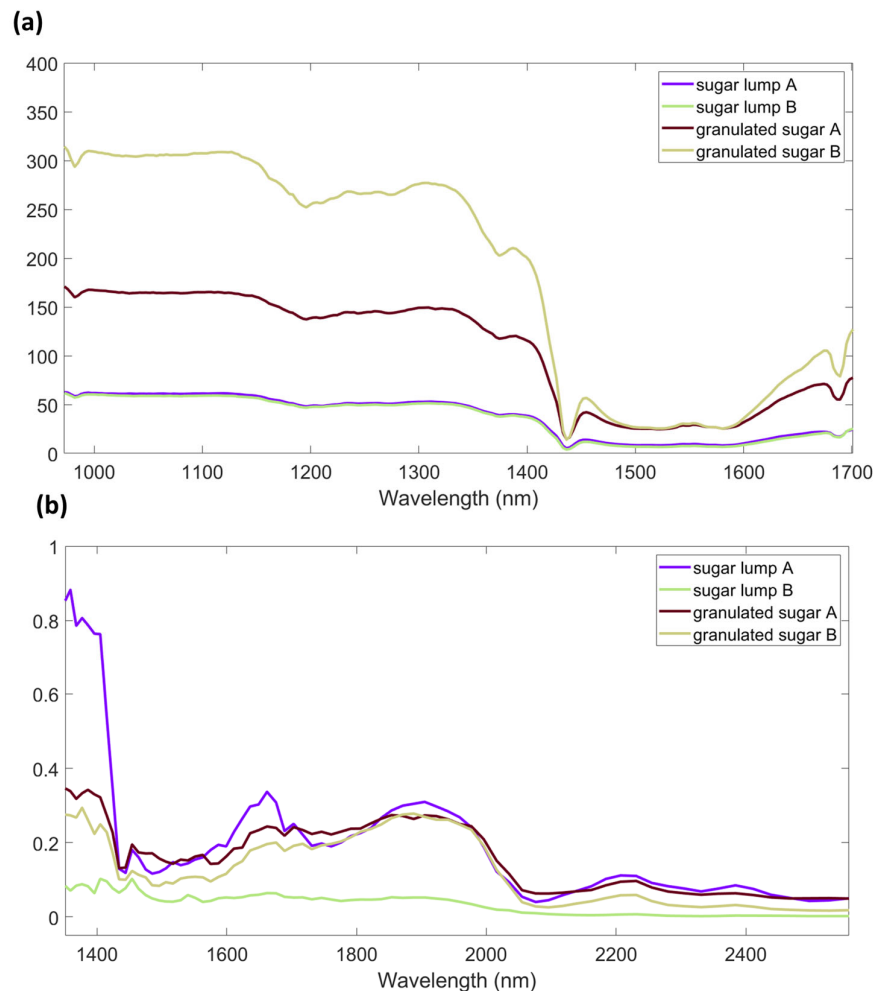 (a)
400
350
300
250
200
150
100
50
0
sugar lump A
sugar lump B
granulated sugar A
granulated sugar B
1000 1100 1200 1300 1400 1500 1600 1700
Wavelength (nm)
(b)
1
0.8
0.6
0.4
0.2
0
sugar lump A
sugar lump B
granulated sugar A
granulated sugar B
1400 1600 1800 2000 2200 2400
Wavelength (nm)